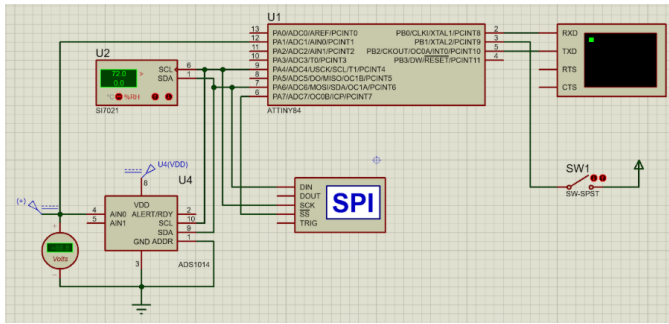 U1
13 PA0/ADC0/AREF/PCINT0 PB0/CLKI/XTAL1/PCINT8 2
12 PA1/ADC1/AIN0/PCINT1 PB1/XTAL2/PCINT9 3
11 PA2/ADC2/AIN1/PCINT2 PB2/CKOUT/OC0A/INT0/PCINT10 5
10 PA3/ADC3/T0/PCINT3 PB3/DW/RESET/PCINT11 4
9 PA4/ADC4/USCK/SCL/T1/PCINT4
8 PA5/ADC5/DO/MISO/OC1B/PCINT5
7 PA6/ADC6/MOSI/SDA/OC1A/PCINT6
6 PA7/ADC7/OC0B/ICP/PCINT7
ATTINY84
RXD
TXD
RTS
CTS
U2
72.0
0.0
>
°C %RH
SCL 6
SDA 1
SI7021
U4(VDD)
U4
8
VDD
4 AIN0 ALERT/RDY 2
5 AIN1 SCL 10
SDA 9
GND ADDR 1
3
ADS1014
(+)
+
Volts
-
DIN
DOUT
SCK
SS
TRIG
SPI
SW1
SW-SPST